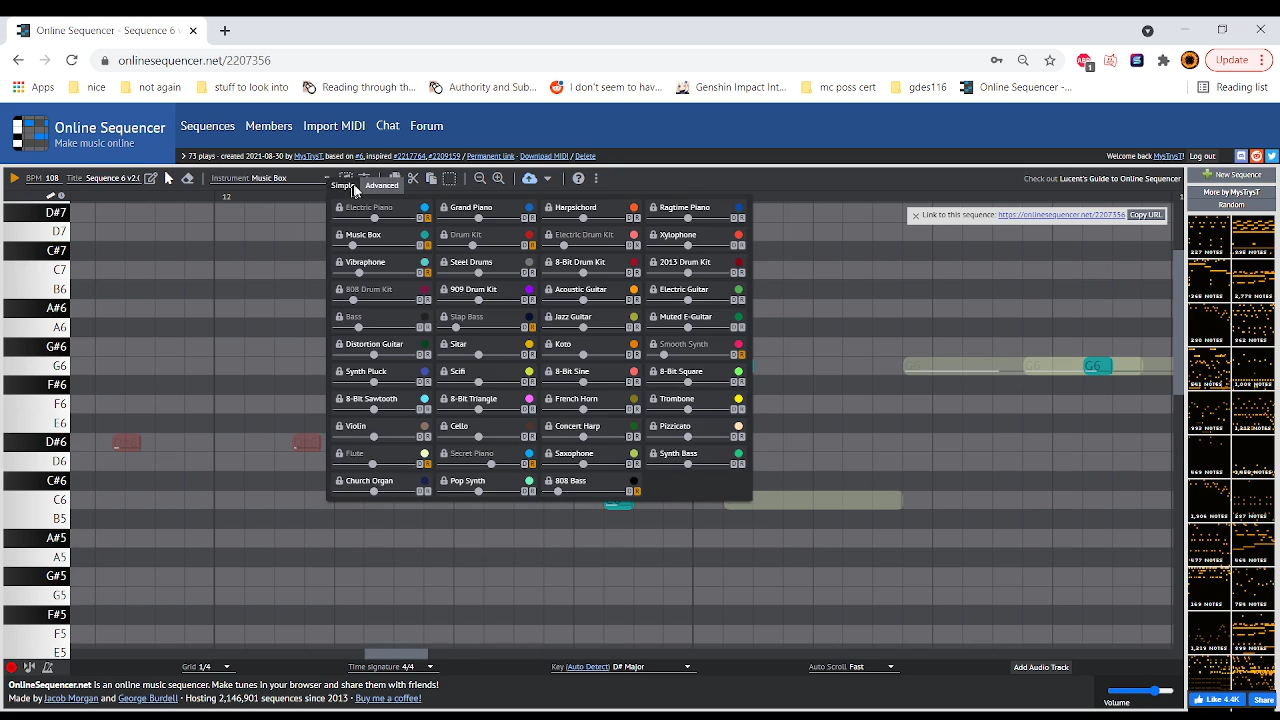 Online Sequencer - Sequence 6 v
onlinesequencer.net/2207356
1
Update
Apps
nice
not again
stuff to look into
Reading through th...
Authority and subb...
I don't seem to hav...
Genshin Impact Int...
mc poss cert
gdes116
Online Sequencer -...
Reading list
Online Sequencer
Make music online
Sequences Members Import MIDI Chat Forum
73 plays - created 2021-08-30 by MysTrysT, based on #6, inspired #2217764, #2209159 / Permanent link - Download MIDI / Delete
Welcome back MysTrysT! Log out
BPM 108 Title Sequence 6 v2.0
Instrument Music Box
Check out Lucent's Guide to Online Sequencer
New Sequence
Advanced
More by MysTrysT
Random
12
Link to this sequence: https://onlinesequencer.net/2207356 Copy URL
Electric Piano Grand Piano Harpsichord Ragtime Piano
Music Box Drum Kit Electric Drum Kit Xylophone
Vibraphone Steel Drums Drum Kit 2013 Drum Kit
808 Drum Kit 909 Drum Kit Acoustic Guitar Electric Guitar
Bass Slap Bass Jazz Guitar Muted E-Guitar
Distortion Guitar Sitar Koto Smooth Synth
Synth Pluck Scifi 8-Bit Sine 8-Bit Square
Sawtooth 8-Bit Triangle French Horn Trombone
Violin Cello Concert Harp Pizzicato
Flute Secret Piano Saxophone Synth Bass
Church Organ Pop Synth 808 Bass
D#7
D7
C#7
C7
B6
A#6
A6
G#6
G6
F#6
F6
E6
D#6
D6
C#6
C6
B5
A#5
A5
G#5
G5
F#5
F5
E5
G6 G6 G6
Grid 1/4
Time signature 4/4
Key (Auto Detect) D# Major
Auto Scroll Fast
Add Audio Track
OnlineSequencer.net is an online music sequencer. Make tunes in your browser and share them with friends!
Made by Jacob Morgan and George Burdell · Hosting 2,146,901 sequences since 2013 · Buy me a coffee!
Volume
Like 4.4K
Share